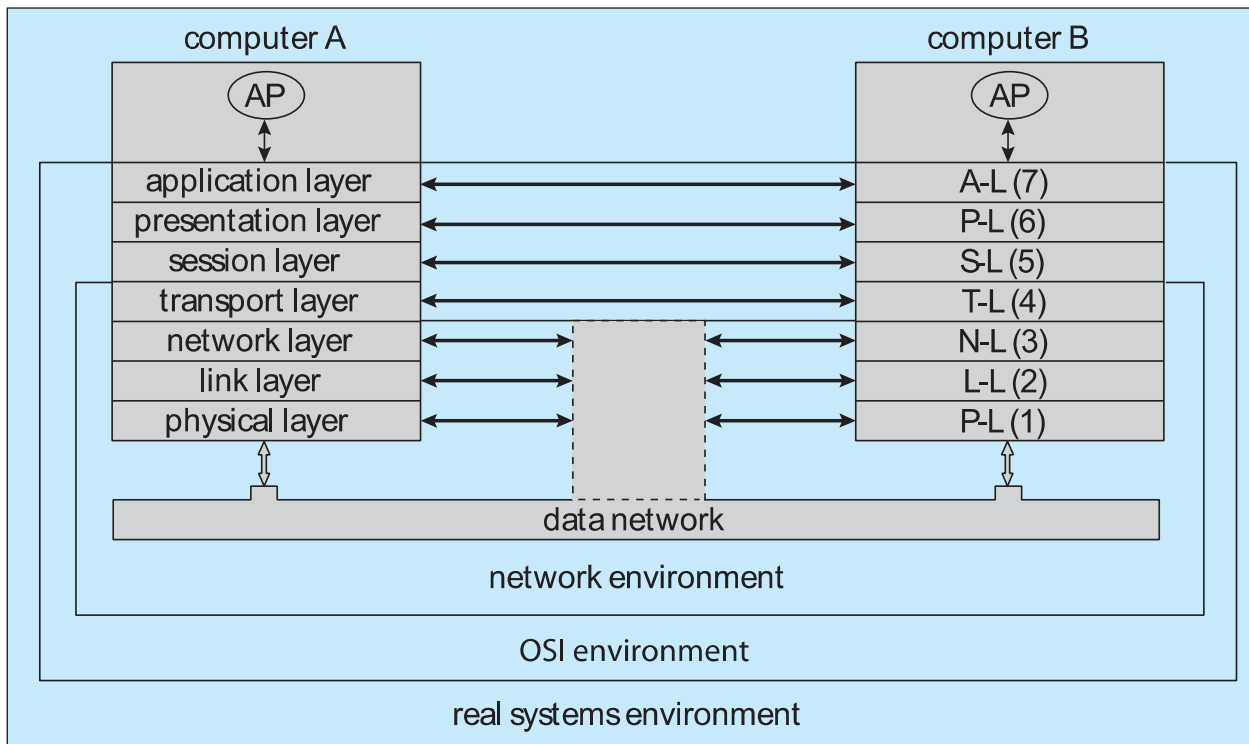 computer A
computer B
AP
AP
application layer
A-L (7)
presentation layer
P-L (6)
session layer
S-L (5)
transport layer
T-L (4)
network layer
N-L (3)
link layer
L-L (2)
physical layer
P-L (1)
data network
network environment
OSI environment
real systems environment